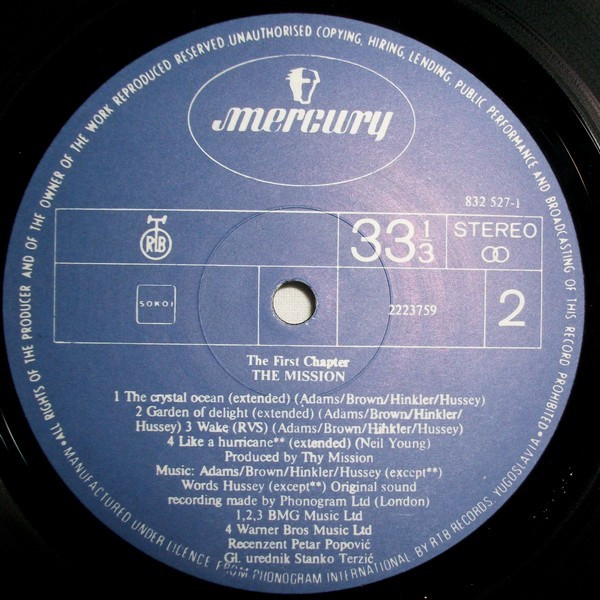 ALL RIGHTS OF THE PRODUCER AND OF THE OWNER OF THE WORK REPRODUCED RESERVED. UNAUTHORISED COPYING, HIRING, LENDING, PUBLIC PERFORMANCE AND BROADCASTING OF THIS RECORD PROHIBITED •
mercury
832 527-1
RTB
33 1/3
STEREO
SOKOJ
2223759
2
The First Chapter
THE MISSION
1 The crystal ocean (extended) (Adams/Brown/Hinkler/Hussey)
2 Garden of delight (extended) (Adams/Brown/Hinkler/
Hussey) 3 Wake (RVS) (Adams/Brown/Hihkler/Hussey)
4 Like a hurricane** (extended) (Neil Young)
Produced by Thy Mission
Music: Adams/Brown/Hinkler/Hussey (except**)
Words Hussey (except**) Original sound
recording made by Phonogram Ltd (London)
1,2,3 BMG Music Ltd
4 Warner Bros Music Ltd
Recenzent Petar Popović
Gl. urednik Stanko Terzić
• MANUFACTURED UNDER LICENCE FROM PHONOGRAM INTERNATIONAL, BY RTB RECORDS, YUGOSLAVIA •